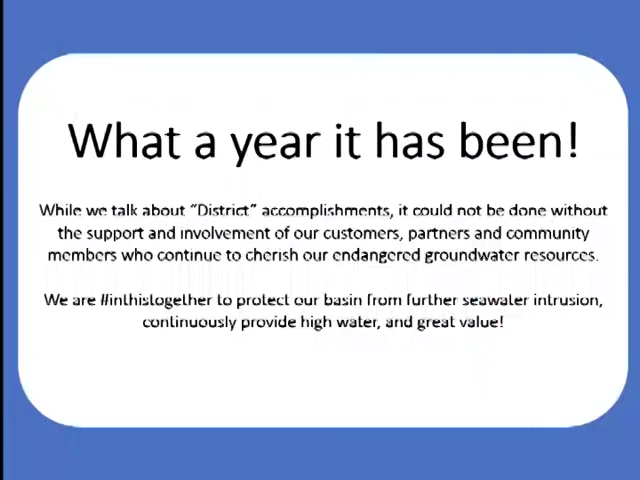 What a year it has been!
While we talk about "District" accomplishments, it could not be done without
the support and involvement of our customers, partners and community
members who continue to cherish our endangered groundwater resources.
We are #inthistogether to protect our basin from further seawater intrusion,
continuously provide high water, and great value!